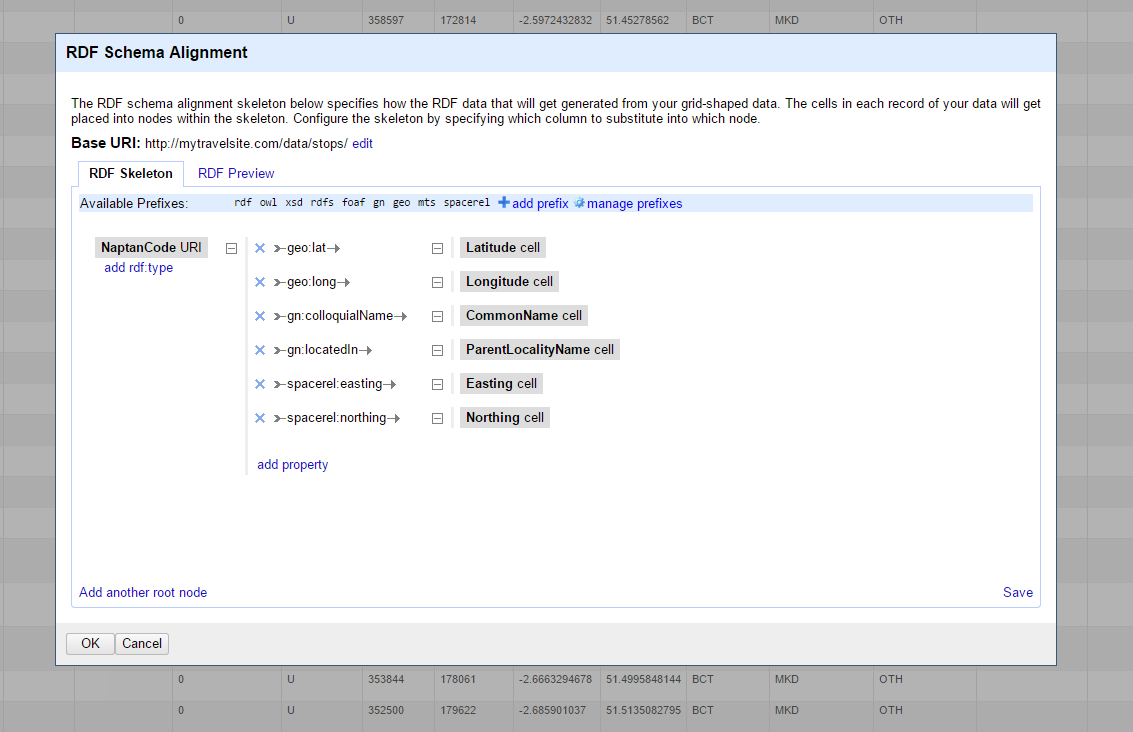 0 U 358597 172814 -2.5972432832 51.45278562 BCT MKD OTH
RDF Schema Alignment
The RDF schema alignment skeleton below specifies how the RDF data that will get generated from your grid-shaped data. The cells in each record of your data will get
placed into nodes within the skeleton. Configure the skeleton by specifying which column to substitute into which node.
Base URI: http://mytravelsite.com/data/stops/ edit
RDF Skeleton RDF Preview
Available Prefixes: rdf owl xsd rdfs foaf gn geo mts spacerel add prefix manage prefixes
NaptanCode URI geo:lat Latitude cell
add rdf:type
geo:long Longitude cell
gn:colloquialName CommonName cell
gn:locatedIn ParentLocalityName cell
spacerel:easting Easting cell
spacerel:northing Northing cell
add property
Add another root node Save
OK Cancel
0 U 353844 178061 -2.6663294678 51.4995848144 BCT MKD OTH
0 U 352500 179622 -2.685901037 51.5135082795 BCT MKD OTH